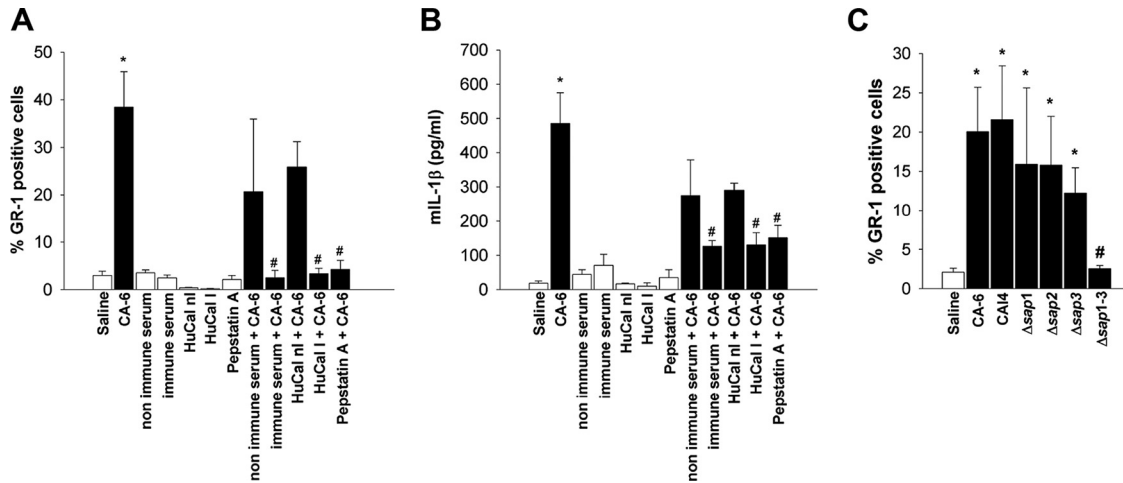 A
% GR-1 positive cells
50
40
30
20
10
0
*
#
#
#
Saline
CA-6
non immune serum
immune serum
HuCal nl
HuCal I
Pepstatin A
non immune serum + CA-6
immune serum + CA-6
HuCal nl + CA-6
HuCal I + CA-6
Pepstatin A + CA-6
B
mIL-1β (pg/ml)
700
600
500
400
300
200
100
0
*
#
#
#
Saline
CA-6
non immune serum
immune serum
HuCal nl
HuCal I
Pepstatin A
non immune serum + CA-6
immune serum + CA-6
HuCal nl + CA-6
HuCal I + CA-6
Pepstatin A + CA-6
C
% GR-1 positive cells
30
25
20
15
10
5
0
*
*
*
*
*
#
Saline
CA-6
CAI4
Δsap1
Δsap2
Δsap3
Δsap1-3